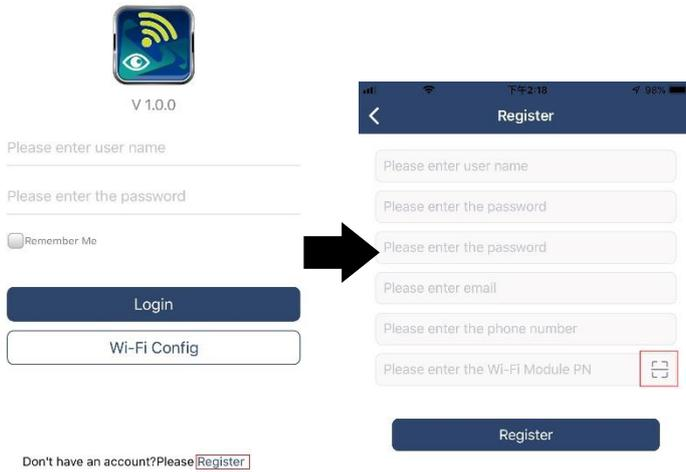 V 1.0.0
Please enter user name
Please enter the password
Remember Me
Login
Wi-Fi Config
Don't have an account?Please Register
下午2:18
98%
Register
Please enter user name
Please enter the password
Please enter the password
Please enter email
Please enter the phone number
Please enter the Wi-Fi Module PN
Register